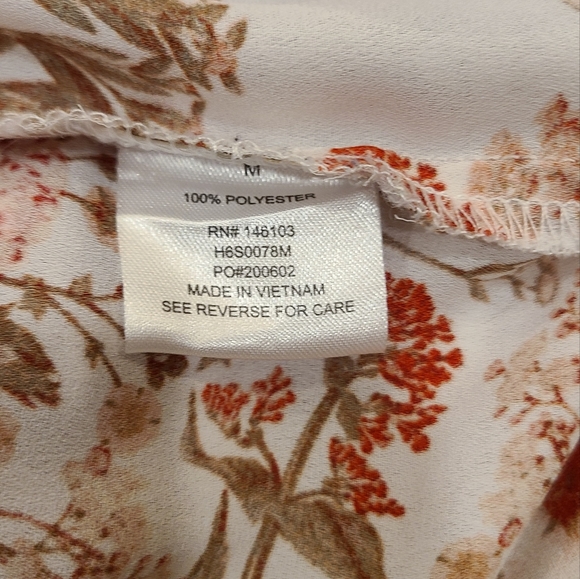 M
100% POLYESTER
RN# 146103
H6S0078M
PO#200602
MADE IN VIETNAM
SEE REVERSE FOR CARE